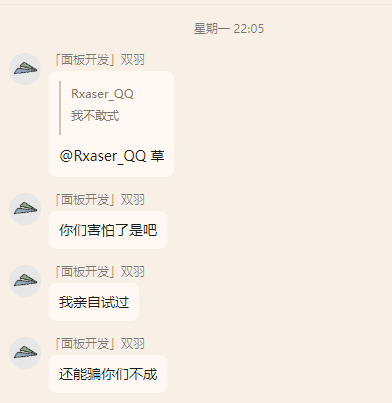 星期一 22:05
「面板开发」双羽
Rxaser_QQ
我不敢式
@Rxaser_QQ 草
「面板开发」双羽
你们害怕了是吧
「面板开发」双羽
我亲自试过
「面板开发」双羽
还能骗你们不成